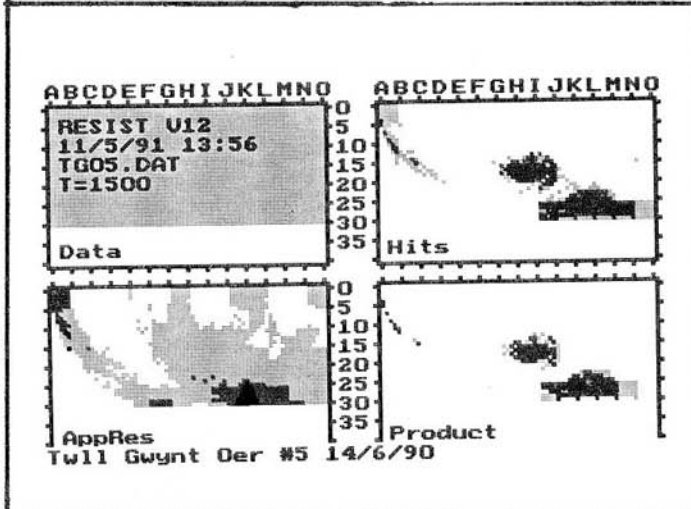 ABCDEFGHIJKLMNO ABCDEFGHIJKLMNO
RESIST V12
11/5/91 13:56
TG05.DAT
T=1500
Data
0
5
10
15
20
25
30
35
Hits
AppRes
0
5
10
15
20
25
30
35
Product
Twll Gwynt Oer #5 14/6/90